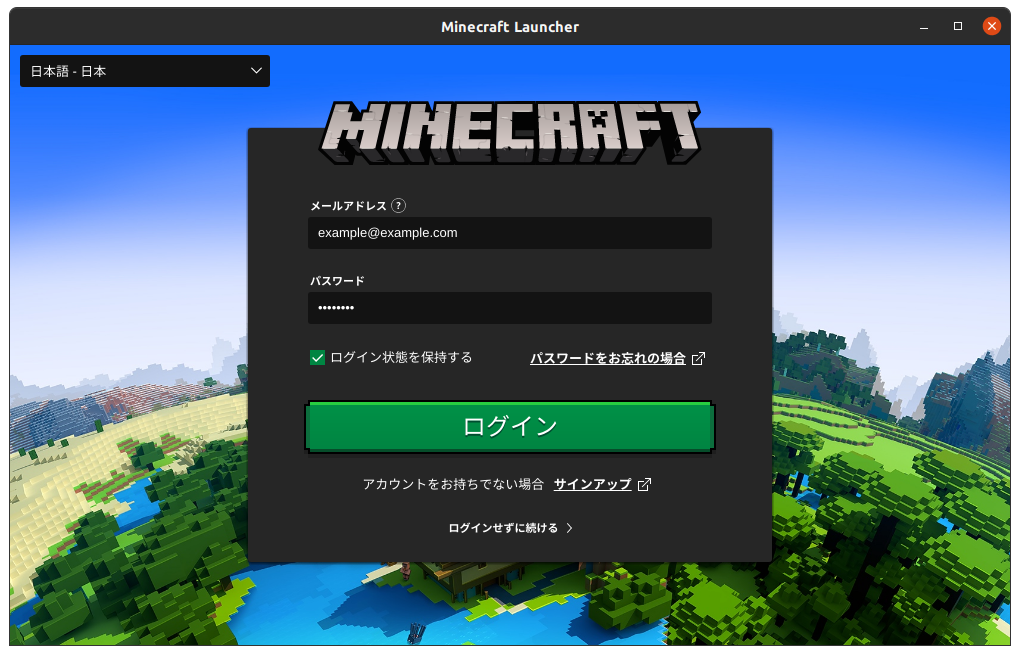 Minecraft Launcher
日本語 - 日本
MINECRAFT
メールアドレス ?
example@example.com
パスワード
••••••••
ログイン状態を保持する
パスワードをお忘れの場合
ログイン
アカウントをお持ちでない場合 サインアップ
ログインせずに続ける